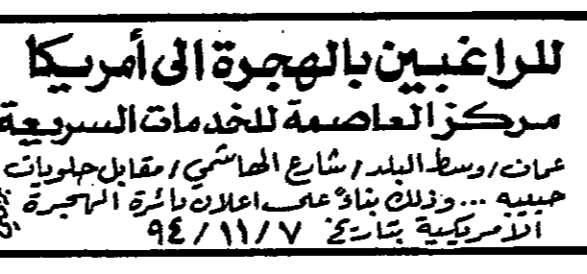 للراغبين بالهجرة الى أمريكا
مركز العاصمة للخدمات السريعة
عمان / وسط البلد / شارع الهاشمي / مقابل حلويات
حبيبه ... وذلك بناءً على اعلان دائرة الهجرة
الأمريكية بتاريخ ٩٤/١١/٧